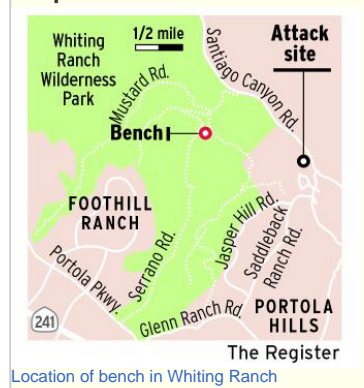 Whiting
Ranch
Wilderness
Park
1/2 mile
Santiago Canyon Rd.
Attack
site
Mustard Rd.
Bench
FOOTHILL
RANCH
Portola Pkwy.
Serrano Rd.
Jasper Hill Rd.
Saddleback
Ranch Rd.
Glenn Ranch Rd.
PORTOLA
HILLS
241
The Register
Location of bench in Whiting Ranch